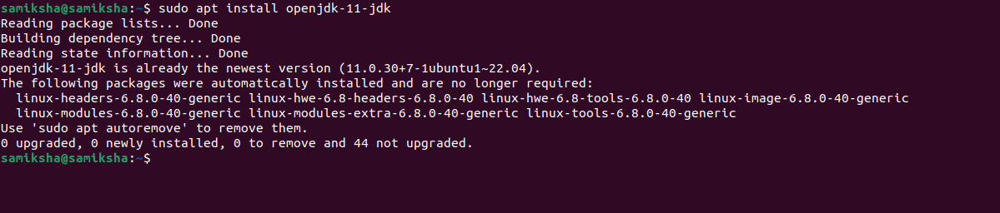 samiksha@samiksha:~$ sudo apt install openjdk-11-jdk
Reading package lists... Done
Building dependency tree... Done
Reading state information... Done
openjdk-11-jdk is already the newest version (11.0.30+7-1ubuntu1~22.04).
The following packages were automatically installed and are no longer required:
  linux-headers-6.8.0-40-generic linux-hwe-6.8-headers-6.8.0-40 linux-hwe-6.8-tools-6.8.0-40 linux-image-6.8.0-40-generic
  linux-modules-6.8.0-40-generic linux-modules-extra-6.8.0-40-generic linux-tools-6.8.0-40-generic
Use 'sudo apt autoremove' to remove them.
0 upgraded, 0 newly installed, 0 to remove and 44 not upgraded.
samiksha@samiksha:~$